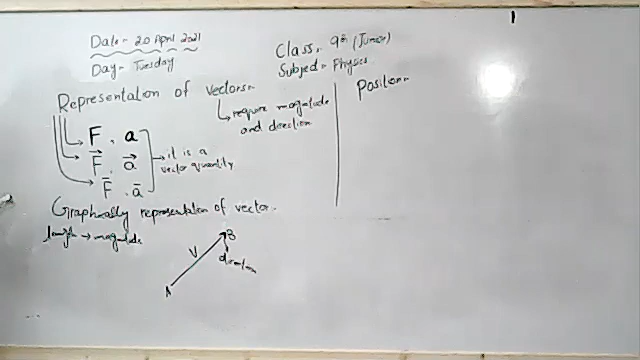 Date:- 20 April 2021
Day:- Tuesday
Class:- 9th (Junior)
Subject:- Physics
Representation of vectors:-
↳ require magnitude
and direction
F , a
F⃗ , a⃗
F̄ , ā
→ it is a
vector quantity
Graphically representation of vector.
length → magnitude
A
V
B
direction
Position:-